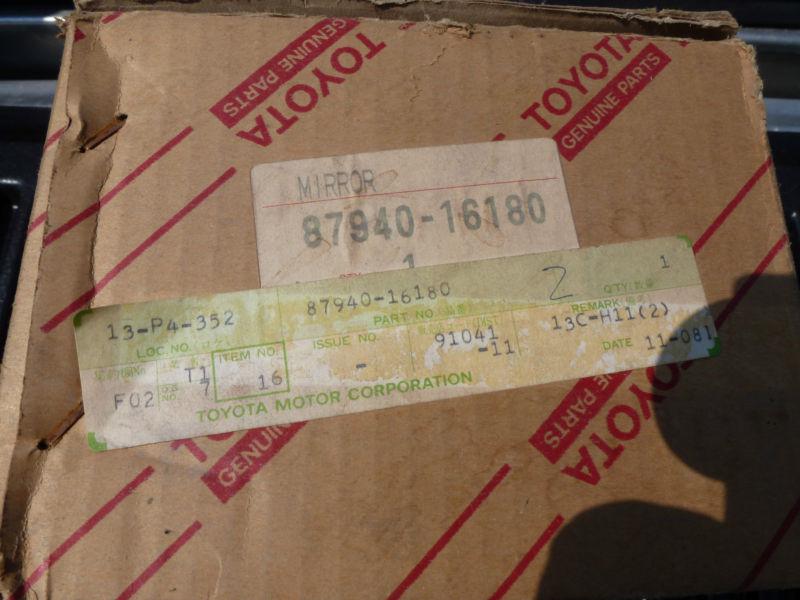 TOYOTA
GENUINE PARTS
TOYOTA
GENUINE PARTS
MIRROR
87940-16180
1
13-P4-352
87940-16180
2
QTY
1
LOC.NO.
PART NO.
REMARK
ITEM NO.
ISSUE NO.
91041
-11
13C-H11(2)
F02
T1
7
16
-
DATE 11-081
TOYOTA MOTOR CORPORATION
GENUINE
GENUINE PARTS
TOYOTA